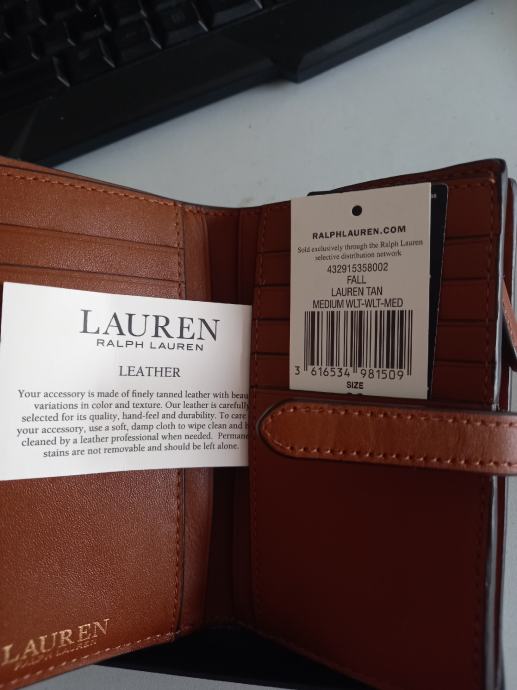 LAUREN
RALPH LAUREN
LEATHER
Your accessory is made of finely tanned leather with
variations in color and texture. Our leather is carefully
selected for its quality, hand-feel and durability. To care
your accessory, use a soft, damp cloth to wipe clean and
cleaned by a leather professional when needed.
stains are not removable and should be left alone.
RALPHLAUREN.COM
Sold exclusively through the Ralph Lauren
selective distribution network
432915358002
FALL
LAUREN TAN
MEDIUM WLT-WLT-MED
3 616534 981509
SIZE
LAUREN
RALPH LAUREN